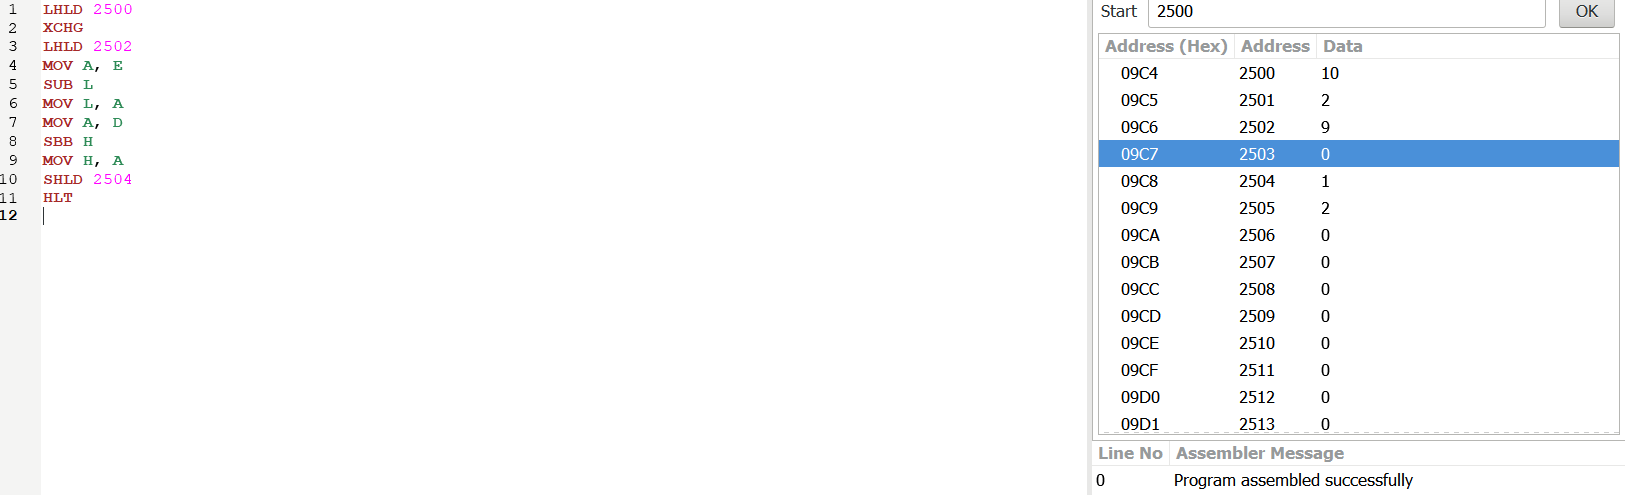 1 LHLD 2500
2 XCHG
3 LHLD 2502
4 MOV A, E
5 SUB L
6 MOV L, A
7 MOV A, D
8 SBB H
9 MOV H, A
10 SHLD 2504
11 HLT
12
Start 2500 OK
Address (Hex) Address Data
09C4 2500 10
09C5 2501 2
09C6 2502 9
09C7 2503 0
09C8 2504 1
09C9 2505 2
09CA 2506 0
09CB 2507 0
09CC 2508 0
09CD 2509 0
09CE 2510 0
09CF 2511 0
09D0 2512 0
09D1 2513 0
Line No Assembler Message
0 Program assembled successfully